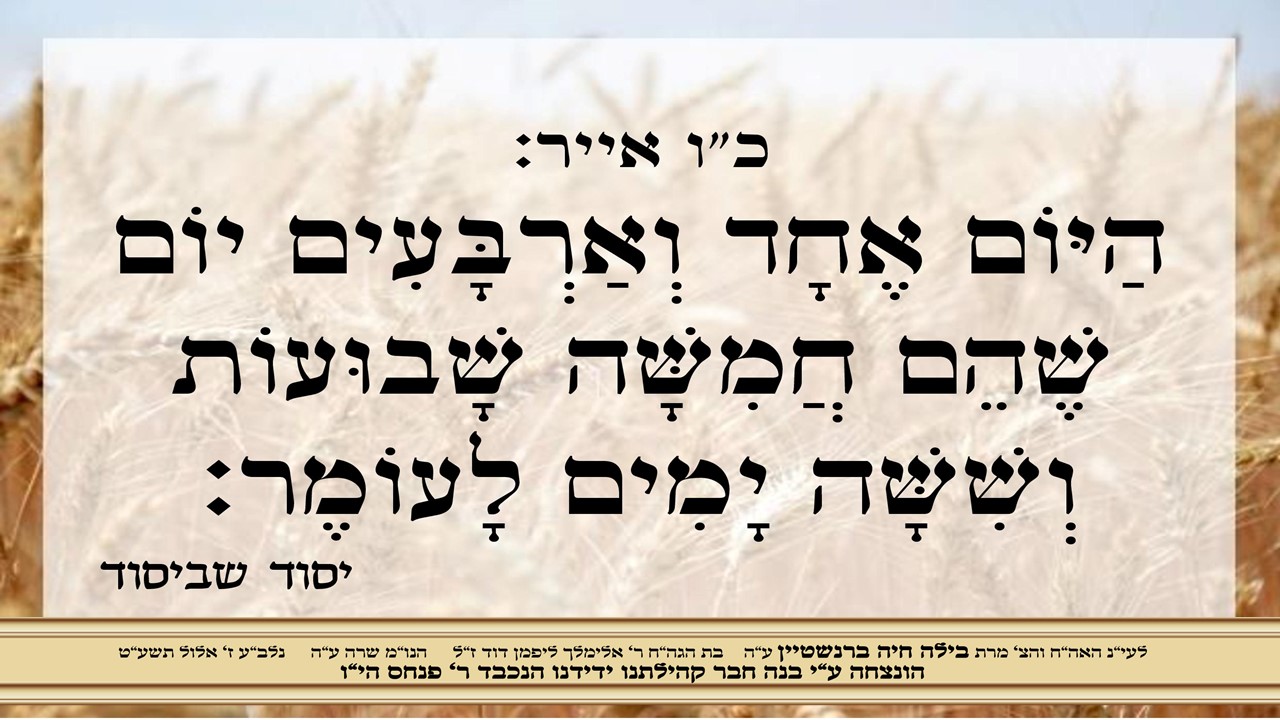 כ״ו אייר:
הַיּוֹם אֶחָד וְאַרְבָּעִים יוֹם
שֶׁהֵם חֲמִשָּׁה שָׁבוּעוֹת
וְשִׁשָּׁה יָמִים לָעוֹמֶר:
יסוד שביסוד
לעי״נ האה״ח והצ׳ מרת בילה חיה ברנשטיין ע״ה בת הגה״ח ר׳ אלימלך ליפמן דוד ז״ל הנו״מ שרה ע״ה נלב״ע ז׳ אלול תשע״ט
הונצחה ע״י בנה חבר קהילתנו ידידנו הנכבד ר׳ פנחס הי״ו